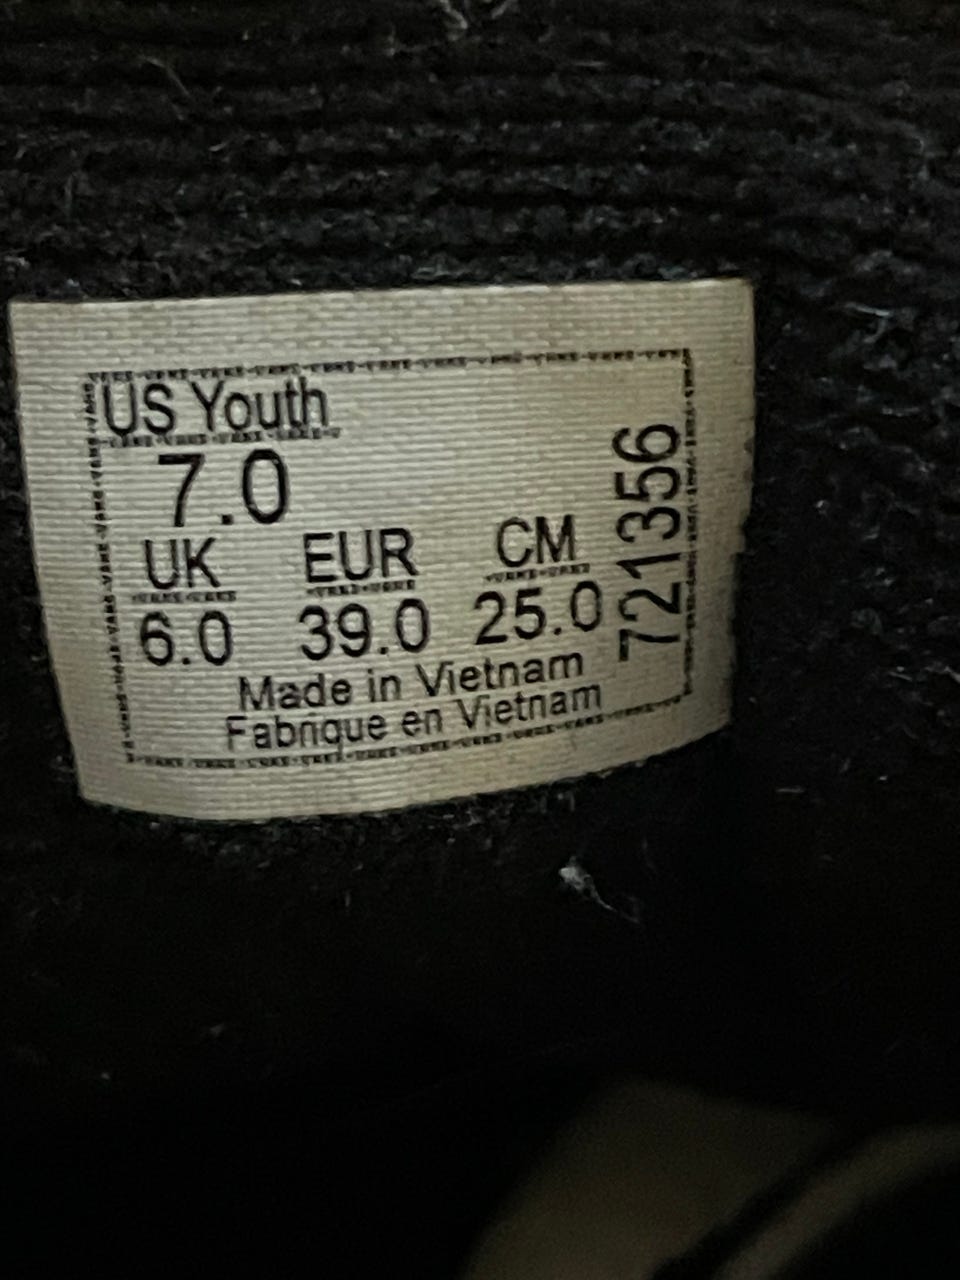 US Youth
7.0
UK EUR CM
6.0 39.0 25.0
Made in Vietnam
Fabrique en Vietnam
721356